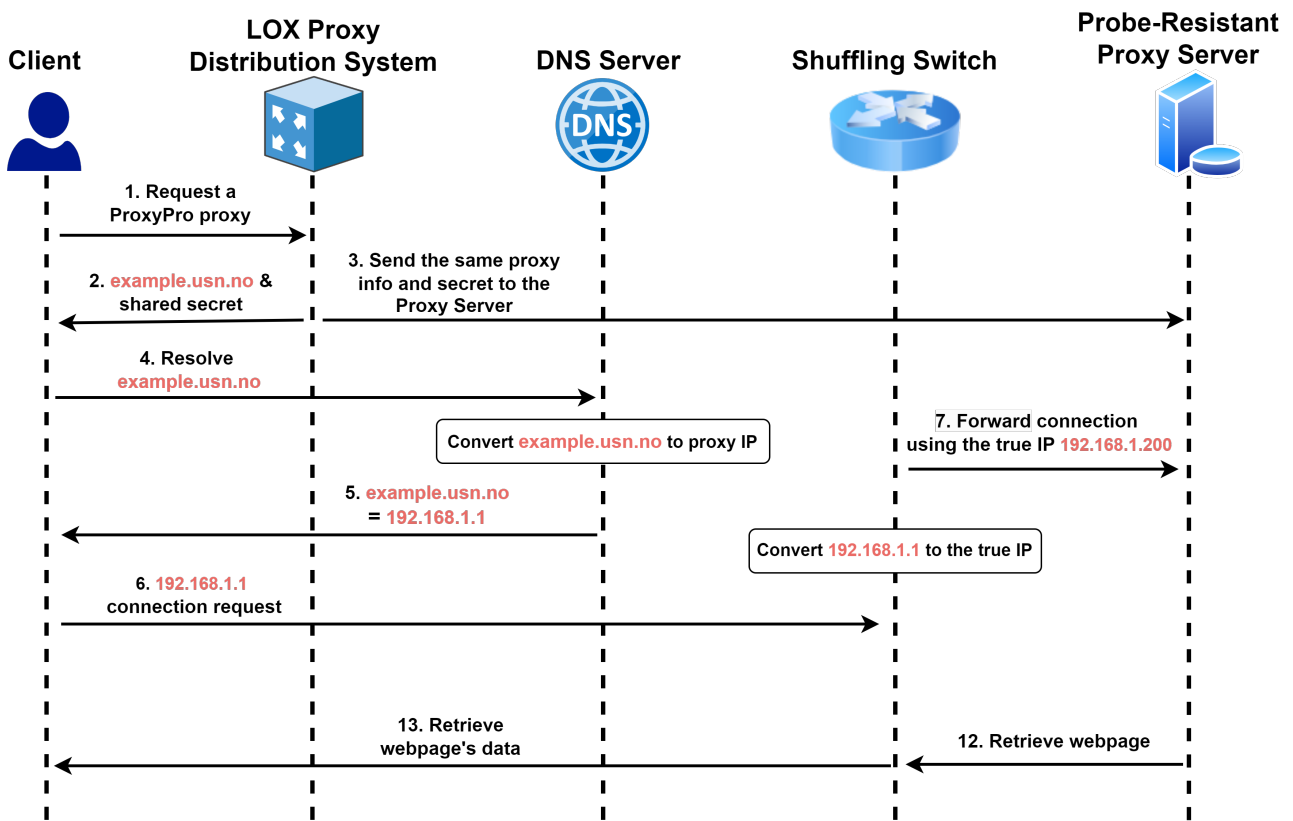 Client
LOX Proxy
Distribution System
DNS Server
Shuffling Switch
Probe-Resistant
Proxy Server
DNS
1. Request a
ProxyPro proxy
2. example.usn.no &
shared secret
3. Send the same proxy
info and secret to the
Proxy Server
4. Resolve
example.usn.no
Convert example.usn.no to proxy IP
7. Forward connection
using the true IP 192.168.1.200
5. example.usn.no
= 192.168.1.1
Convert 192.168.1.1 to the true IP
6. 192.168.1.1
connection request
13. Retrieve
webpage's data
12. Retrieve webpage